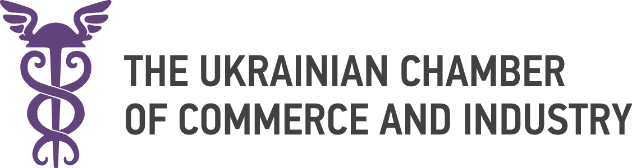 THE UKRAINIAN CHAMBER
OF COMMERCE AND INDUSTRY